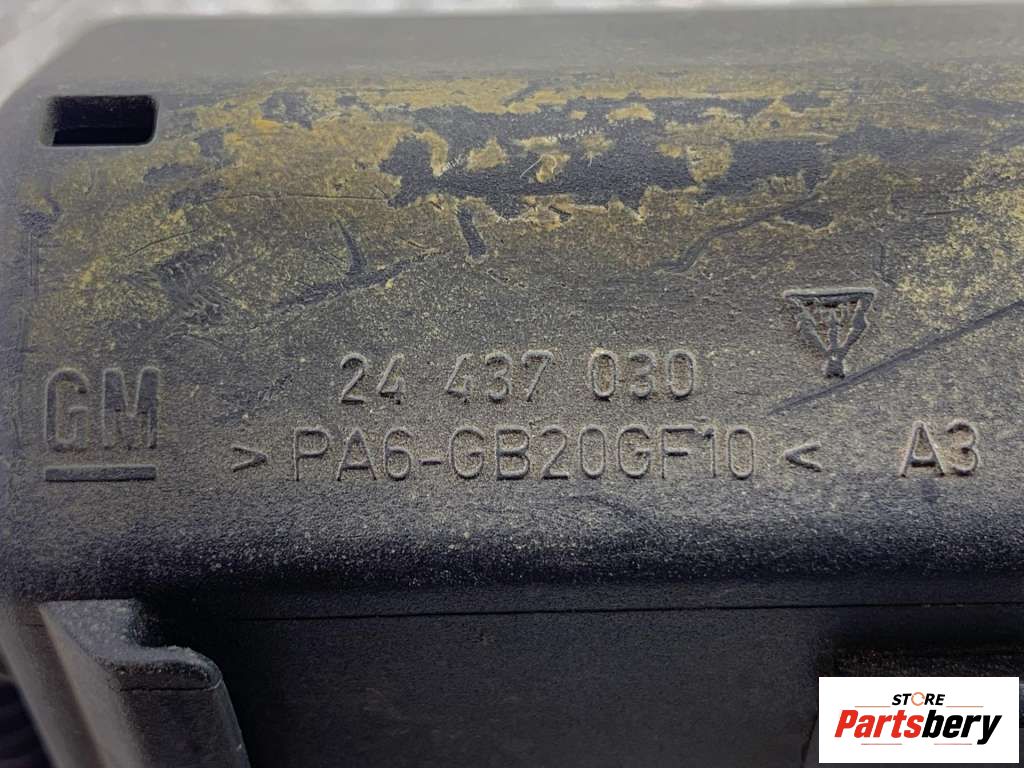 GM
24 437 030
>PA6-GB20GF10< A3
STORE
Partsbery